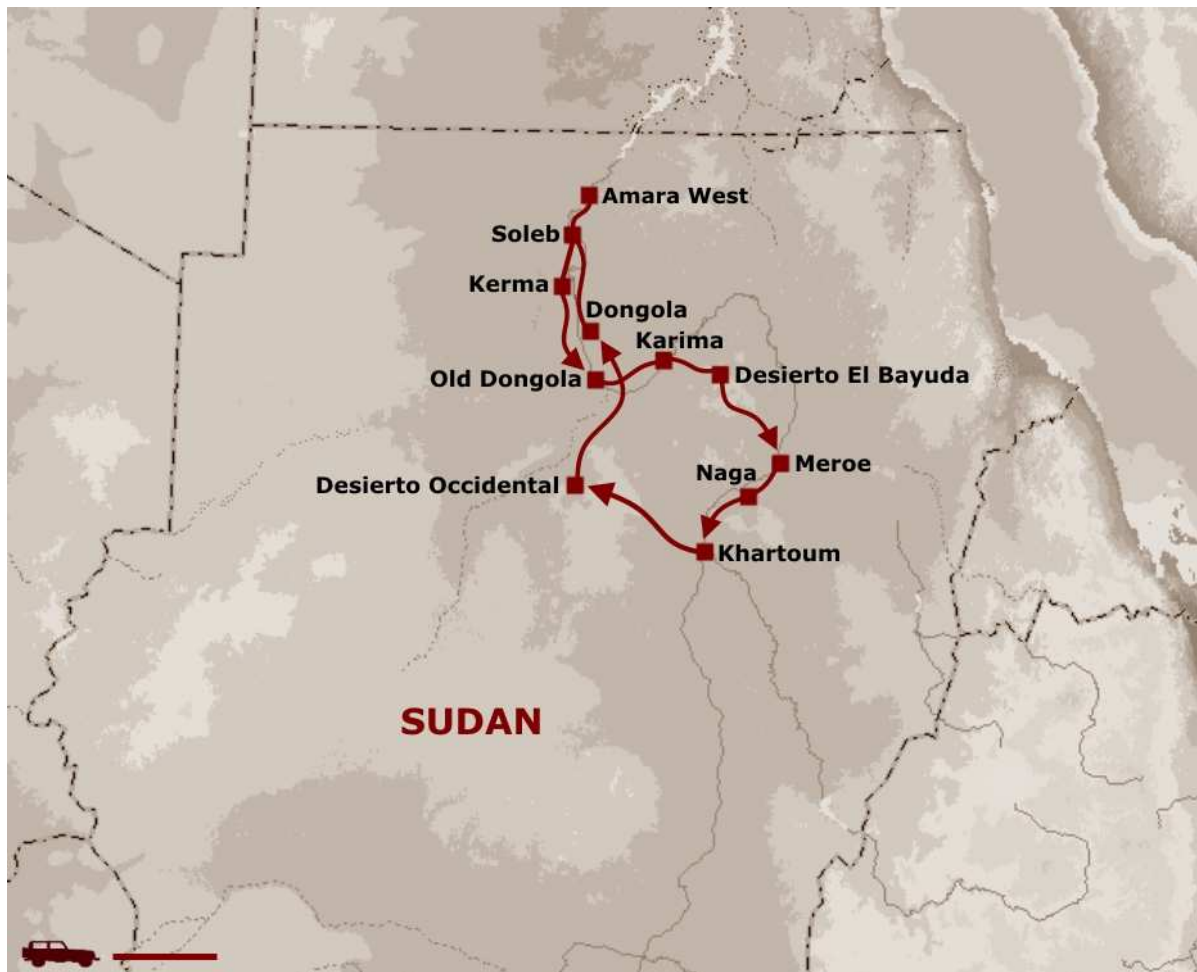 Amara West
Soleb
Kerma
Dongola
Karima
Old Dongola
Desierto El Bayuda
Meroe
Naga
Desierto Occidental
Khartoum
SUDAN